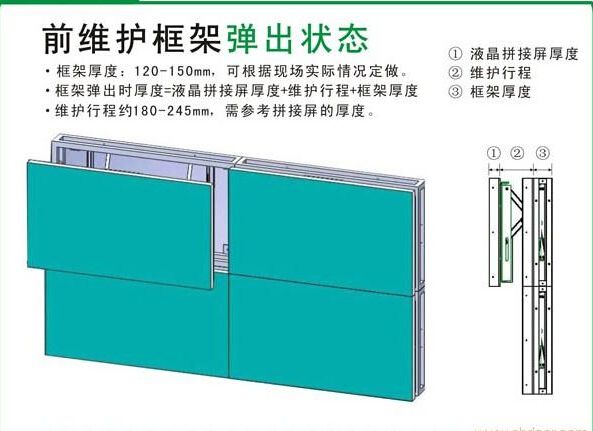 前维护框架弹出状态
·框架厚度：120-150mm，可根据现场实际情况定做。
·框架弹出时厚度=液晶拼接屏厚度+维护行程+框架厚度
·维护行程约180-245mm，需参考拼接屏的厚度。
① 液晶拼接屏厚度
② 维护行程
③ 框架厚度
① ② ③